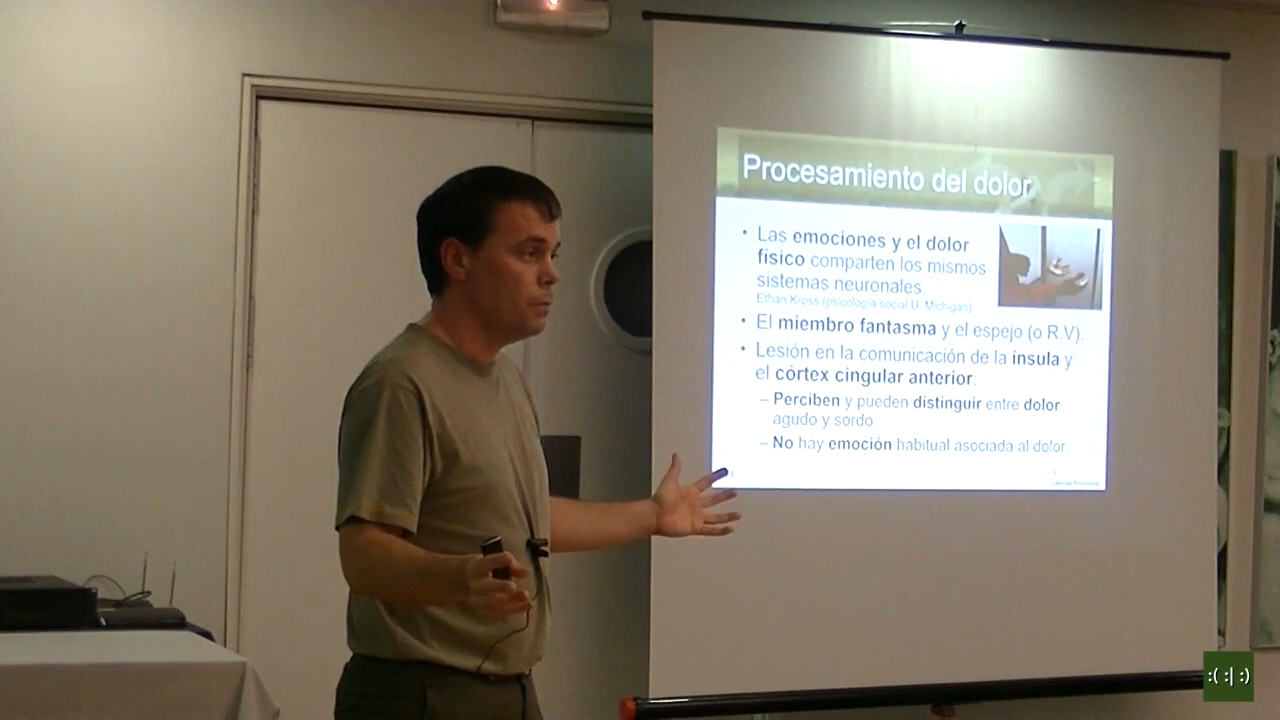 Procesamiento del dolor
• Las emociones y el dolor
físico comparten los mismos
sistemas neuronales.
Ethan Kross (psicología social U. Michigan)
• El miembro fantasma y el espejo (o R.V).
• Lesión en la comunicación de la ínsula y
el córtex cingular anterior:
– Perciben y pueden distinguir entre dolor
agudo y sordo
– No hay emoción habitual asociada al dolor.
:( :| :)